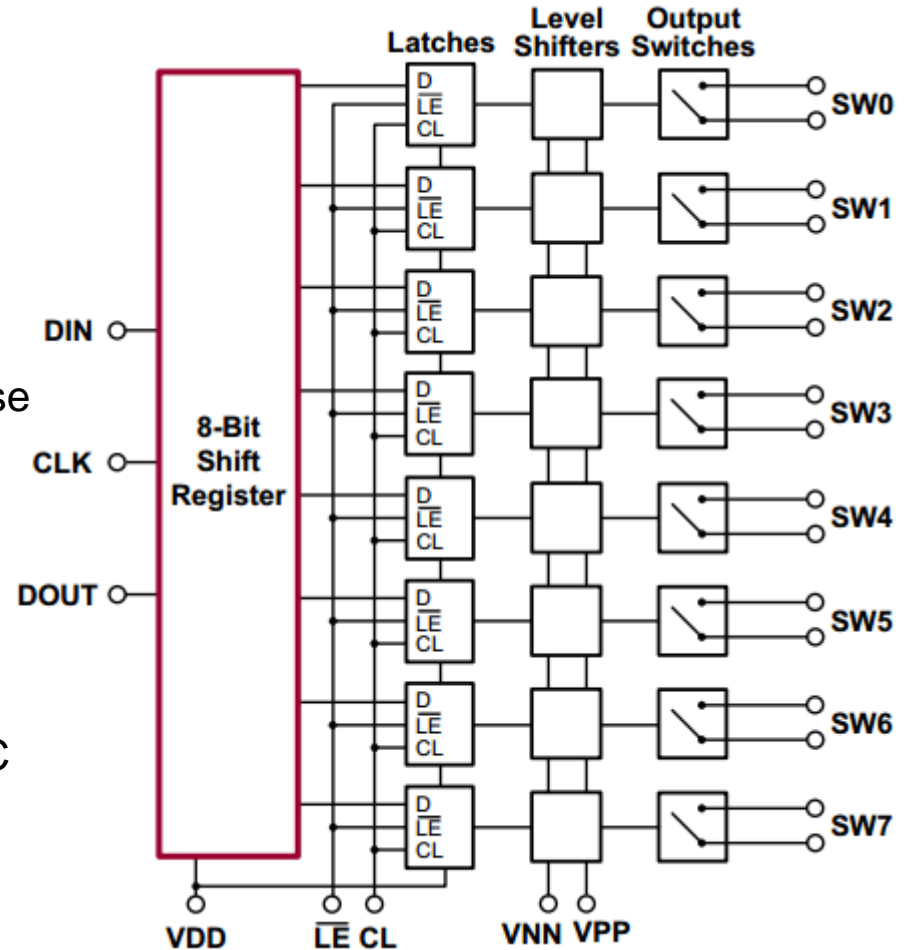 Latches
Level
Shifters
Output
Switches
D
LE
CL
SW0
D
LE
CL
SW1
D
LE
CL
SW2
DIN
D
LE
CL
SW3
se
8-Bit
Shift
Register
CLK
D
LE
CL
SW4
DOUT
D
LE
CL
SW5
D
LE
CL
SW6
C
D
LE
CL
SW7
VDD
LE CL
VNN VPP